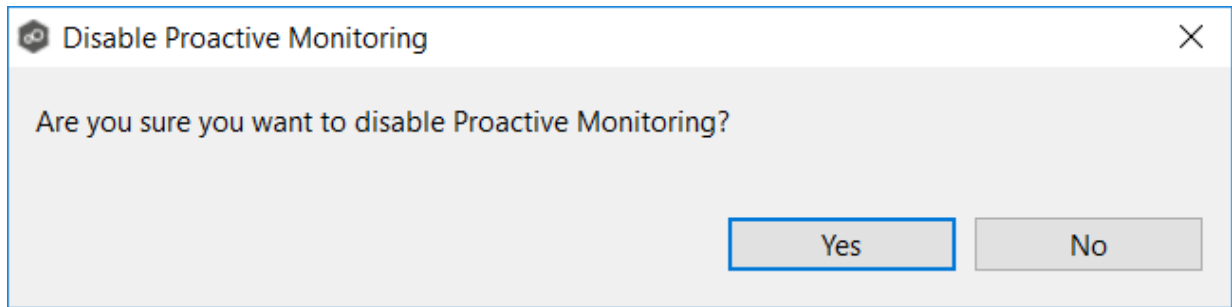 Disable Proactive Monitoring
Are you sure you want to disable Proactive Monitoring?
Yes
No